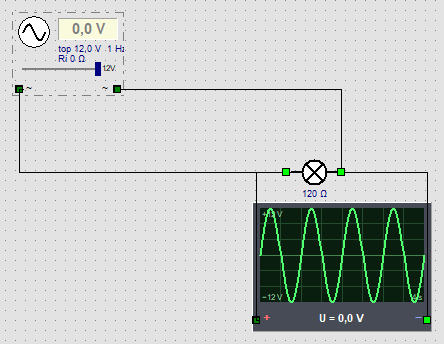 0,0 V
top 12,0 V 1 Hz
Ri 0 Ω
12V
~ ~
120 Ω
+12 V
−12 V
+ U = 0,0 V −